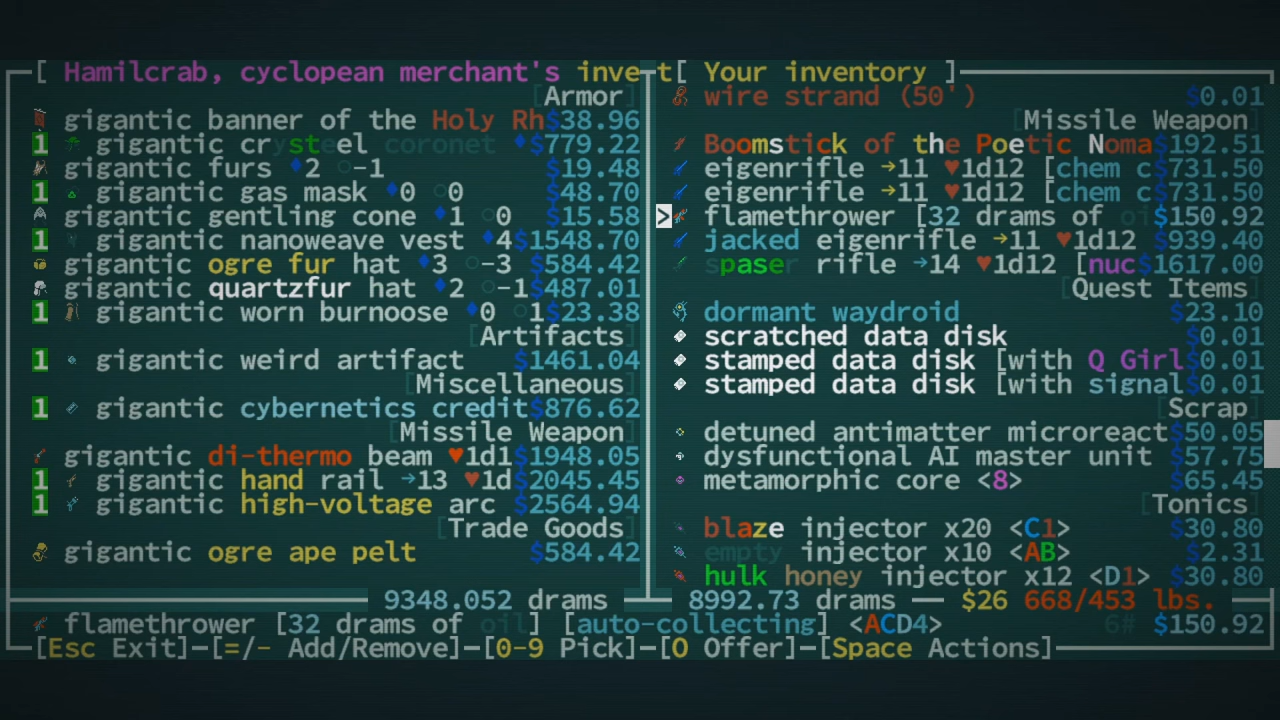 [ Hamilcrab, cyclopean merchant's inve
[Armor]
gigantic banner of the Holy Rh$38.96
1 gigantic crysteel coronet ♦$779.22
gigantic furs ♦2 ○-1 $19.48
1 gigantic gas mask ♦0 ○0 $48.70
gigantic gentling cone ♦1 ○0 $15.58
1 gigantic nanoweave vest ♦4$1548.70
gigantic ogre fur hat ♦3 ○-3 $584.42
gigantic quartzfur hat ♦2 ○-1$487.01
1 gigantic worn burnoose ♦0 ○1$23.38
[Artifacts]
1 gigantic weird artifact $1461.04
[Miscellaneous]
1 gigantic cybernetics credit$876.62
[Missile Weapon]
gigantic di-thermo beam ♥1d1$1948.05
1 gigantic hand rail →13 ♥1d$2045.45
1 gigantic high-voltage arc $2564.94
[Trade Goods]
gigantic ogre ape pelt $584.42
9348.052 drams
t[ Your inventory ]
wire strand (50') $0.01
[Missile Weapon]
Boomstick of the Poetic Noma$192.51
eigenrifle →11 ♥1d12 [chem c$731.50
eigenrifle →11 ♥1d12 [chem c$731.50
> flamethrower [32 drams of oi$150.92
jacked eigenrifle →11 ♥1d12 $939.40
spaser rifle →14 ♥1d12 [nuc$1617.00
[Quest Items]
dormant waydroid $23.10
scratched data disk $0.01
stamped data disk [with Q Girl$0.01
stamped data disk [with signal$0.01
[Scrap]
detuned antimatter microreact$50.05
dysfunctional AI master unit $57.75
metamorphic core <8> $65.45
[Tonics]
blaze injector x20 <C1> $30.80
empty injector x10 <AB> $2.31
hulk honey injector x12 <D1> $30.80
8992.73 drams — $26 668/453 lbs.
flamethrower [32 drams of oil] [auto-collecting] <ACD4> 6# $150.92
[Esc Exit]—[=/- Add/Remove]—[0-9 Pick]—[O Offer]—[Space Actions]